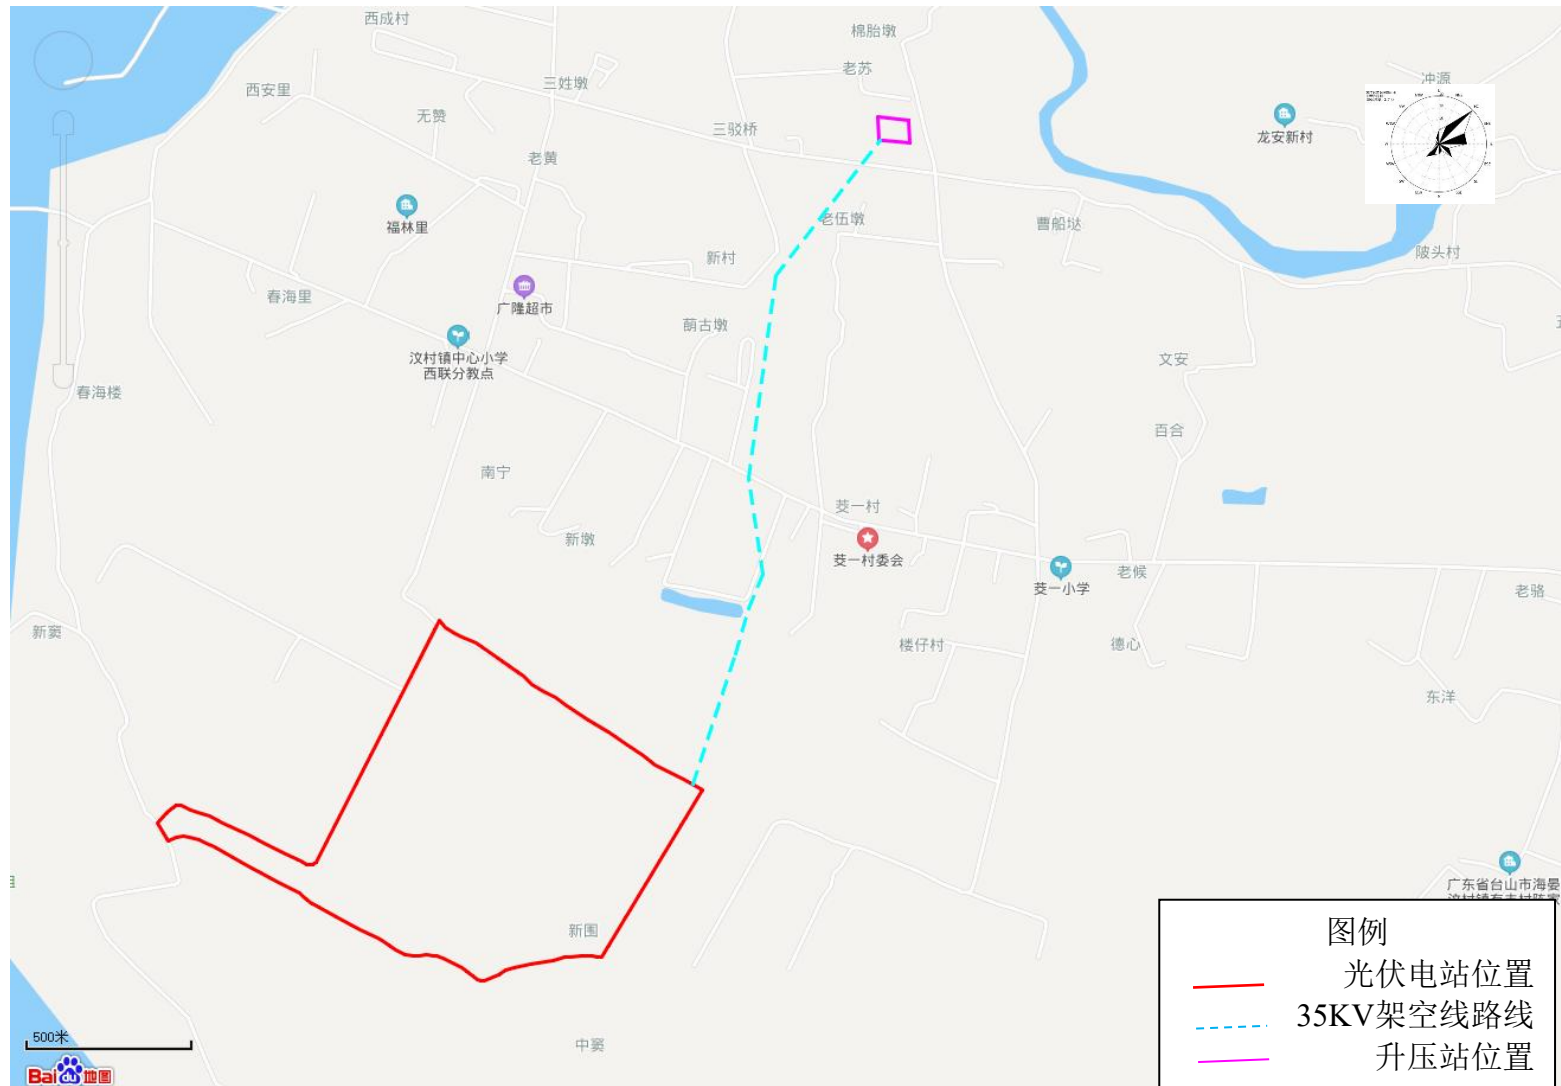 西成村
棉胎墩
老苏
冲源
三姓墩
西安里
无赞
三驳桥
龙安新村
老黄
福林里
老伍墩
曹船垯
陂头村
新村
春海里
广隆超市
萠古墩
汶村镇中心小学
西联分教点
文安
春海楼
百合
南宁
茭一村
新墩
茭一村委会
老候
茭一小学
老骆
新窦
楼仔村
德心
东洋
广东省台山市海晏
新围
图例
光伏电站位置
35KV架空线路线
升压站位置
500米
中窦
Bai du 地图